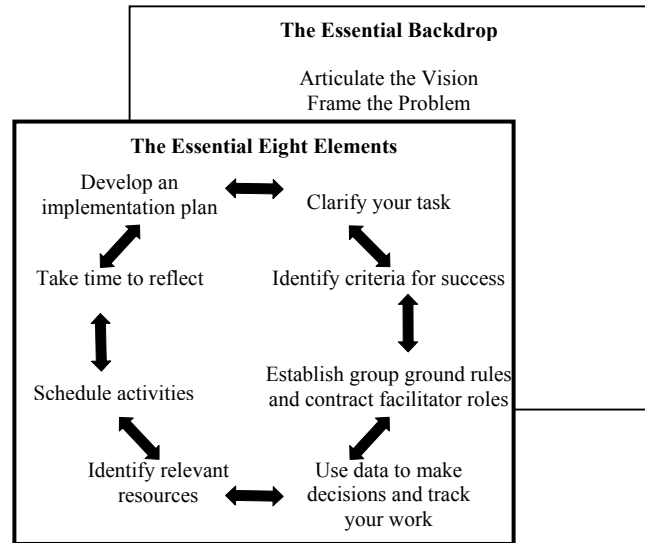 The Essential Backdrop
Articulate the Vision
Frame the Problem
The Essential Eight Elements
Develop an
implementation plan
Clarify your task
Take time to reflect
Identify criteria for success
Schedule activities
Establish group ground rules
and contract facilitator roles
Identify relevant
resources
Use data to make
decisions and track
your work